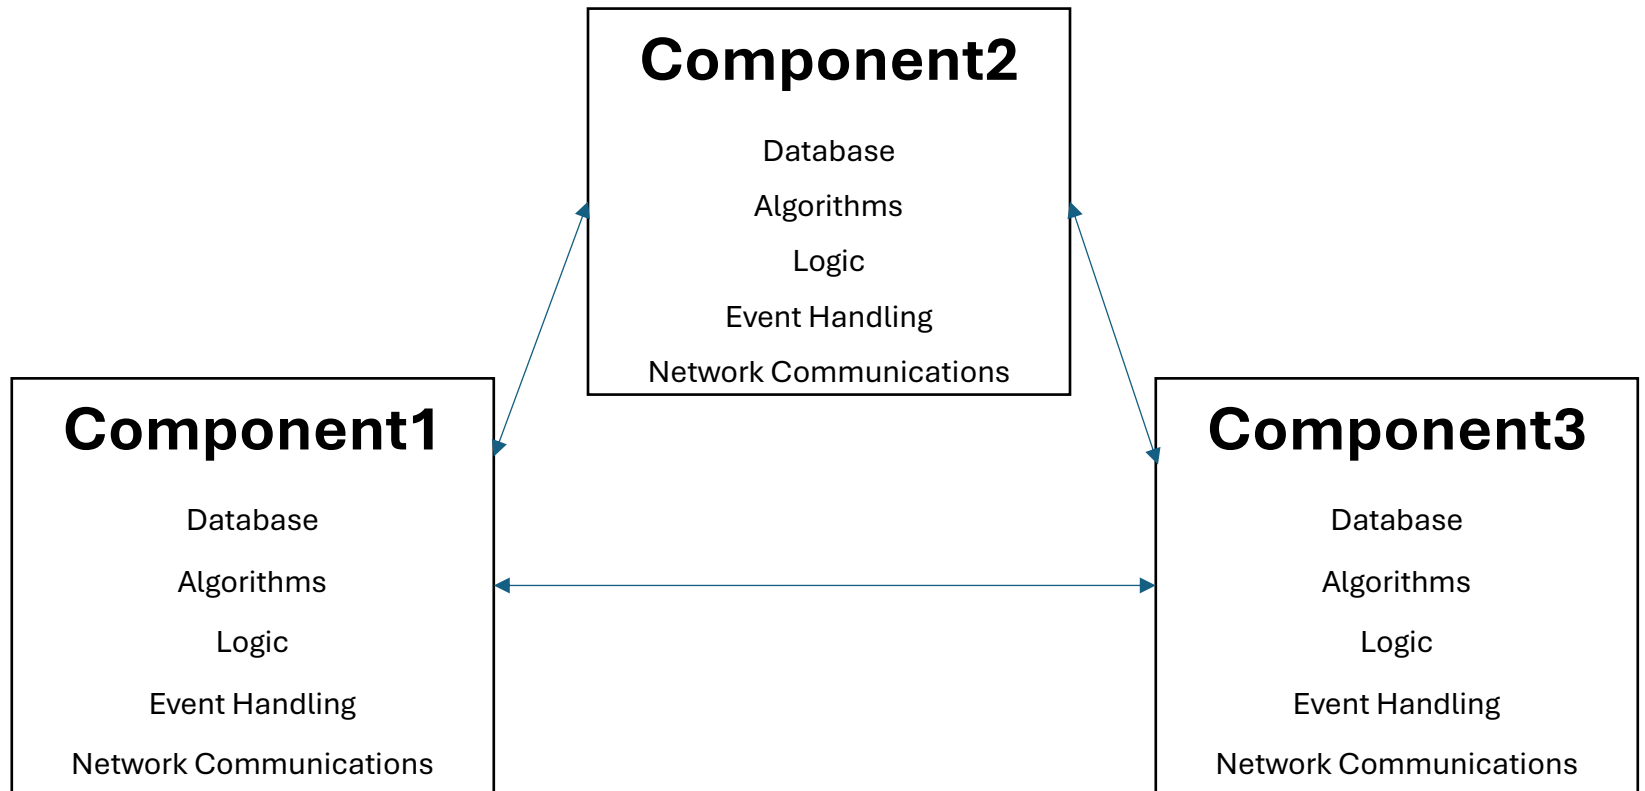 Component2
Database
Algorithms
Logic
Event Handling
Network Communications
Component1
Database
Algorithms
Logic
Event Handling
Network Communications
Component3
Database
Algorithms
Logic
Event Handling
Network Communications